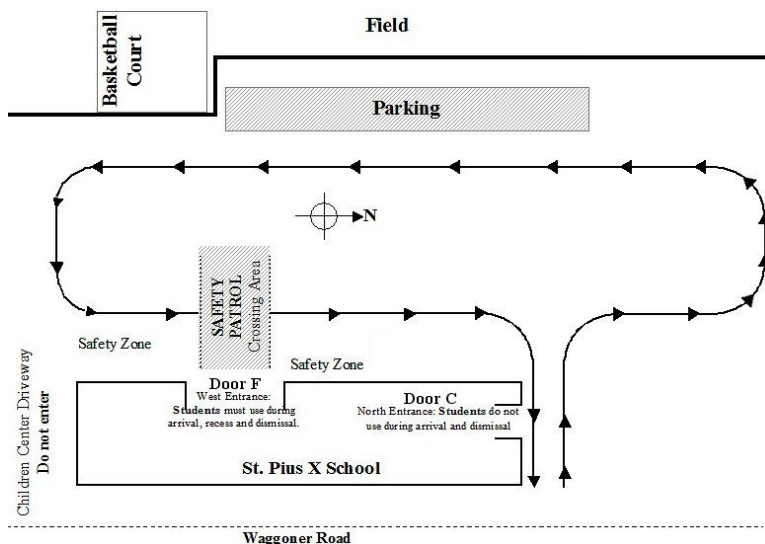 Field
Basketball
Court
Parking
N
SAFETY
PATROL
Crossing Area
Safety Zone
Safety Zone
Children Center Driveway
Do not enter
Door F
West Entrance:
Students must use during
arrival, recess and dismissal.
Door C
North Entrance: Students do not
use during arrival and dismissal
St. Pius X School
Waggoner Road